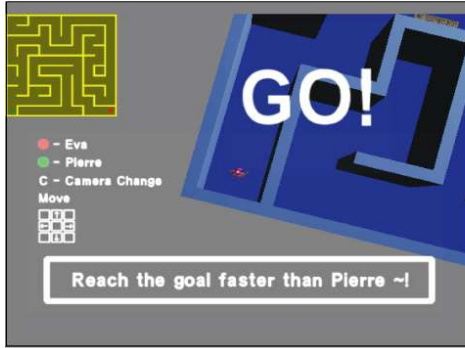 GO!
- Eva
- Pierre
C - Camera Change
Move
Reach the goal faster than Pierre ~!